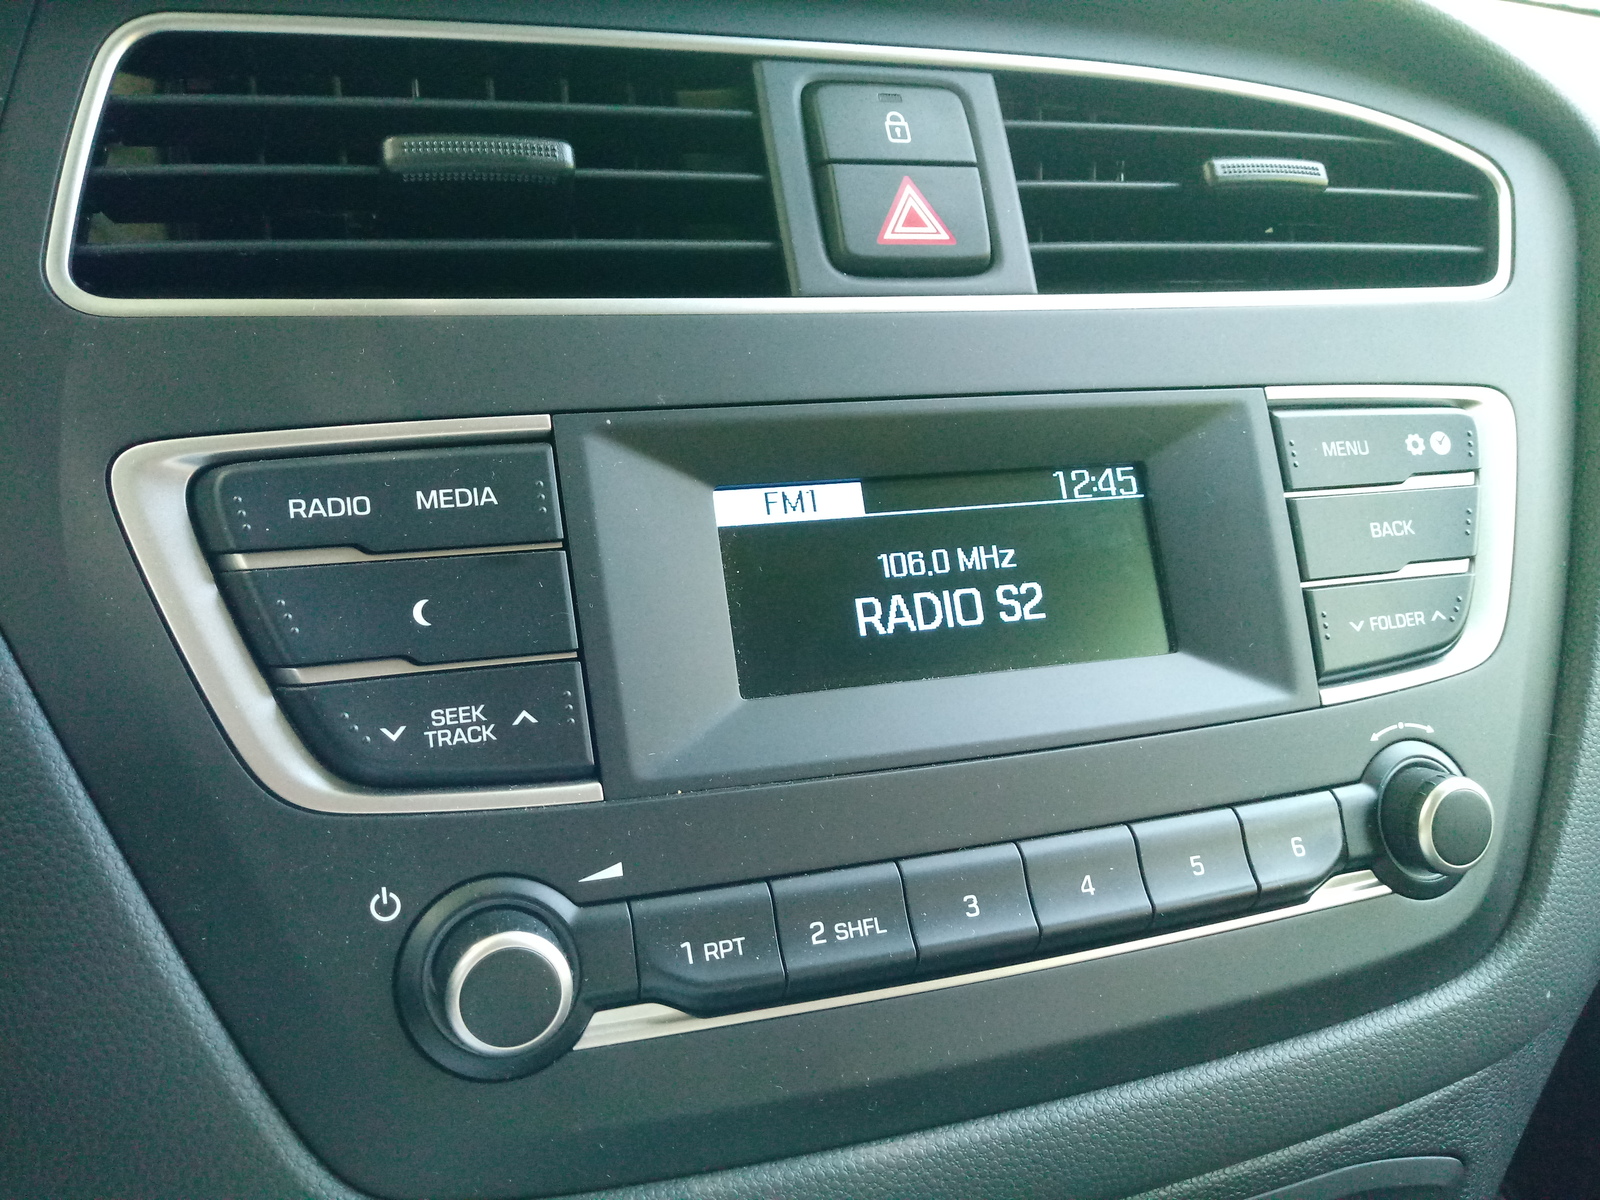 RADIO MEDIA
SEEK
TRACK
FM1 12:45
106.0 MHz
RADIO S2
MENU
BACK
FOLDER
1 RPT
2 SHFL
3
4
5
6